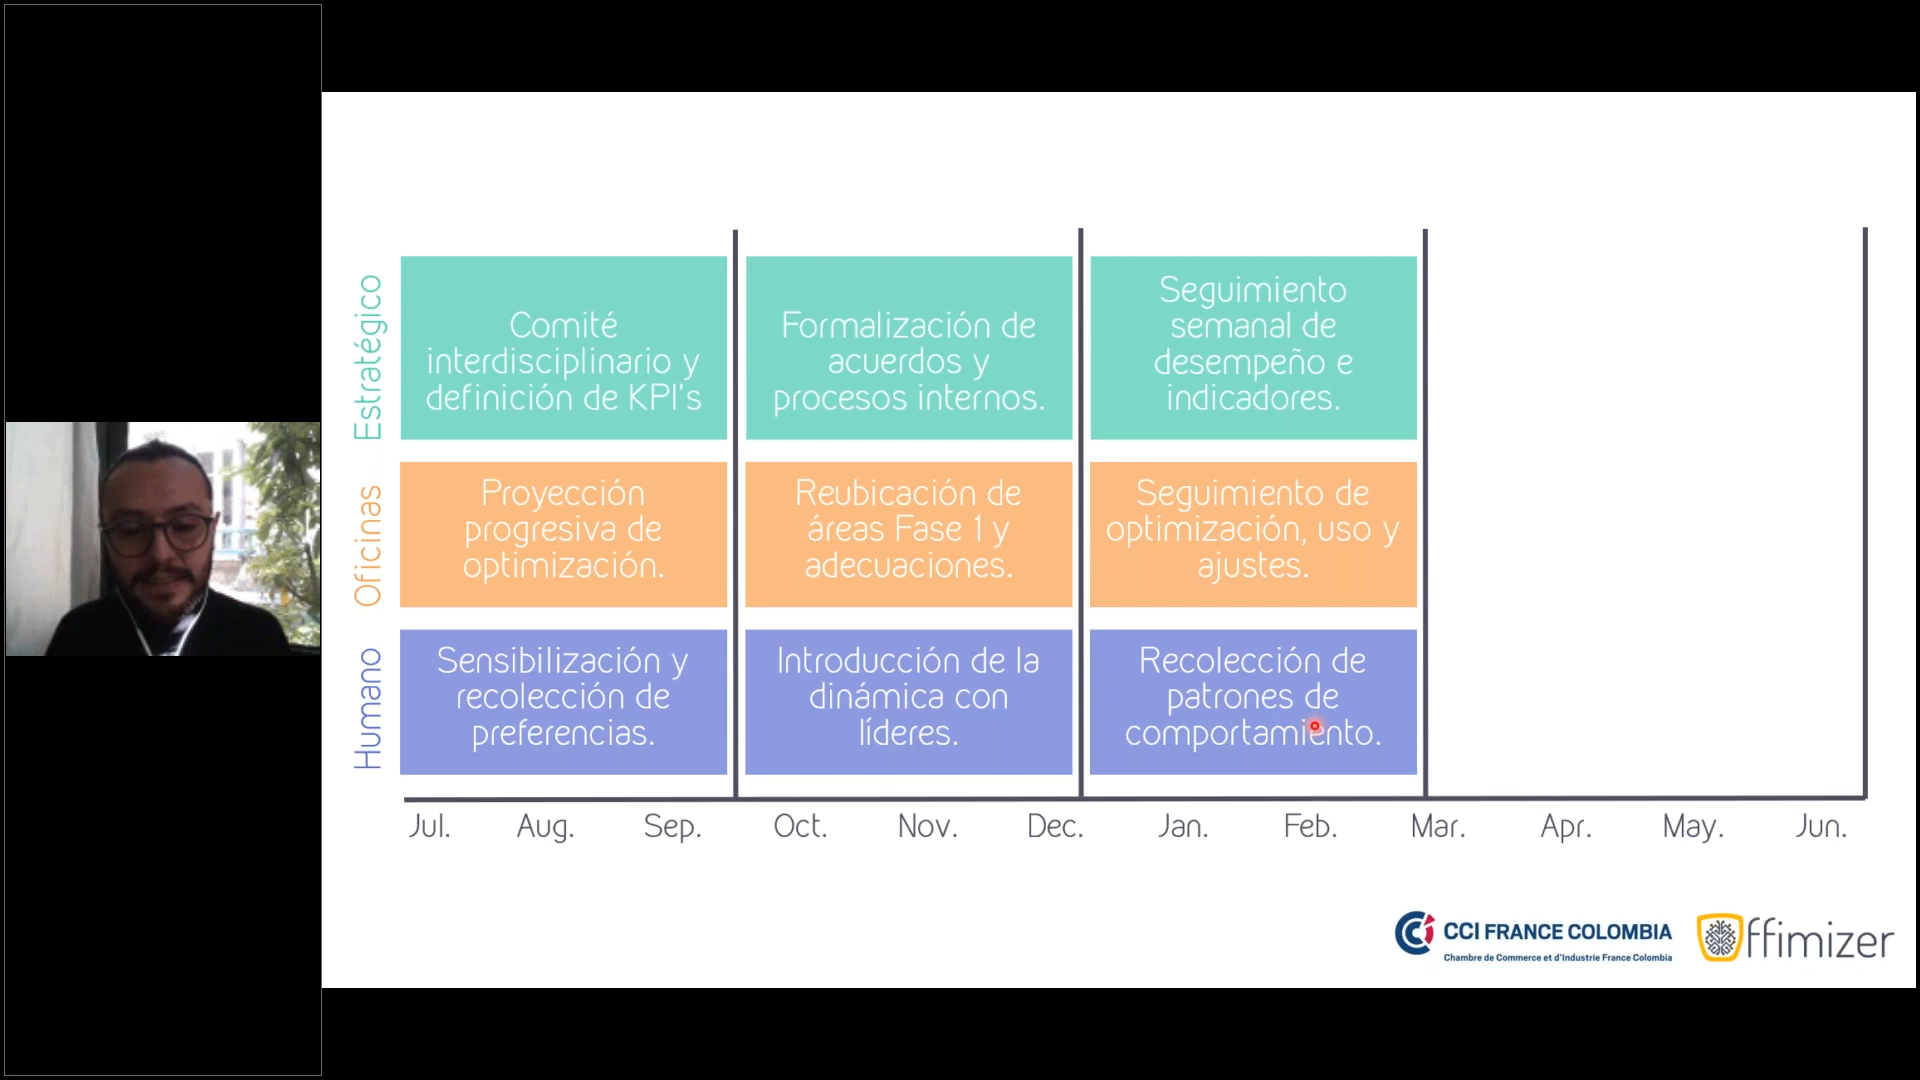 Estratégico
Comité
interdisciplinario y
definición de KPI's
Formalización de
acuerdos y
procesos internos.
Seguimiento
semanal de
desempeño e
indicadores.
Oficinas
Proyección
progresiva de
optimización.
Reubicación de
áreas Fase 1 y
adecuaciones.
Seguimiento de
optimización, uso y
ajustes.
Humano
Sensibilización y
recolección de
preferencias.
Introducción de la
dinámica con
líderes.
Recolección de
patrones de
comportamiento.
Jul. Aug. Sep. Oct. Nov. Dec. Jan. Feb. Mar. Apr. May. Jun.
CCI FRANCE COLOMBIA
Chambre de Commerce et d'Industrie France Colombia
ffimizer